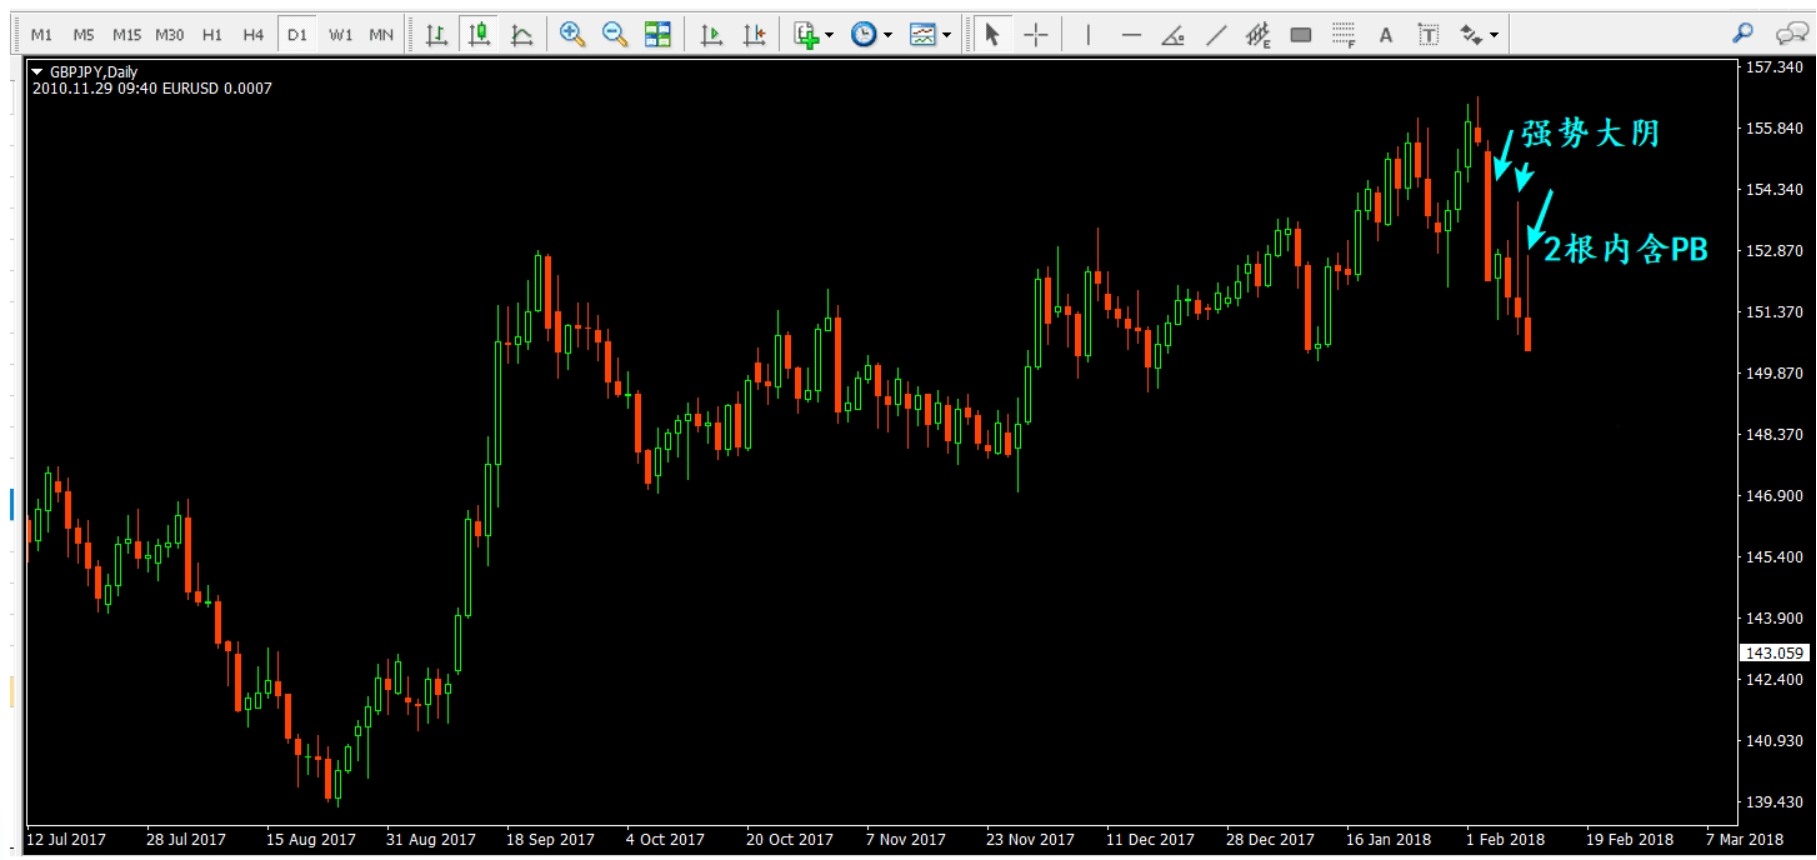 M1 M5 M15 M30 H1 H4 D1 W1 MN E F A T
GBPJPY,Daily
2010.11.29 09:40 EURUSD 0.0007
157.340
强势大阴
155.840
154.340
2根内含PB
152.870
151.370
149.870
148.370
146.900
145.400
143.900
143.059
142.400
140.930
139.430
12 Jul 2017 28 Jul 2017 15 Aug 2017 31 Aug 2017 18 Sep 2017 4 Oct 2017 20 Oct 2017 7 Nov 2017 23 Nov 2017 11 Dec 2017 28 Dec 2017 16 Jan 2018 1 Feb 2018 19 Feb 2018 7 Mar 2018